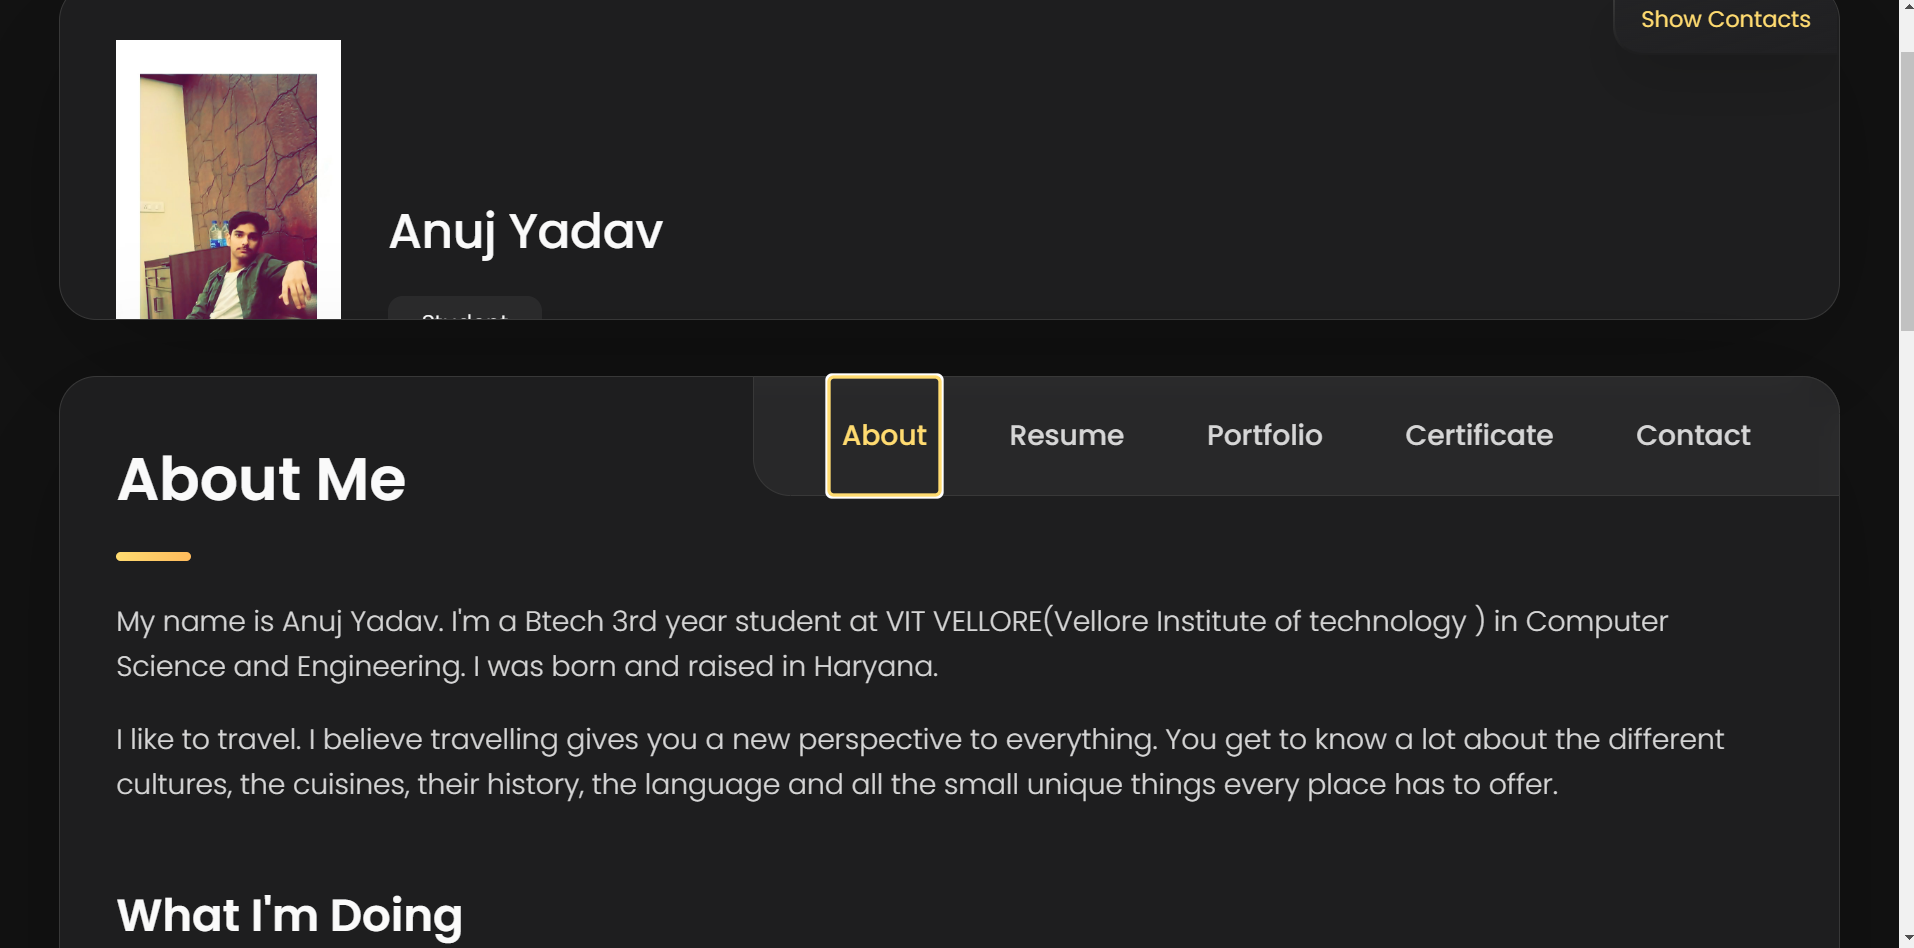 Show Contacts
Anuj Yadav
Student
About
Resume
Portfolio
Certificate
Contact
About Me
My name is Anuj Yadav. I'm a Btech 3rd year student at VIT VELLORE(Vellore Institute of technology ) in Computer
Science and Engineering. I was born and raised in Haryana.
I like to travel. I believe travelling gives you a new perspective to everything. You get to know a lot about the different
cultures, the cuisines, their history, the language and all the small unique things every place has to offer.
What I'm Doing